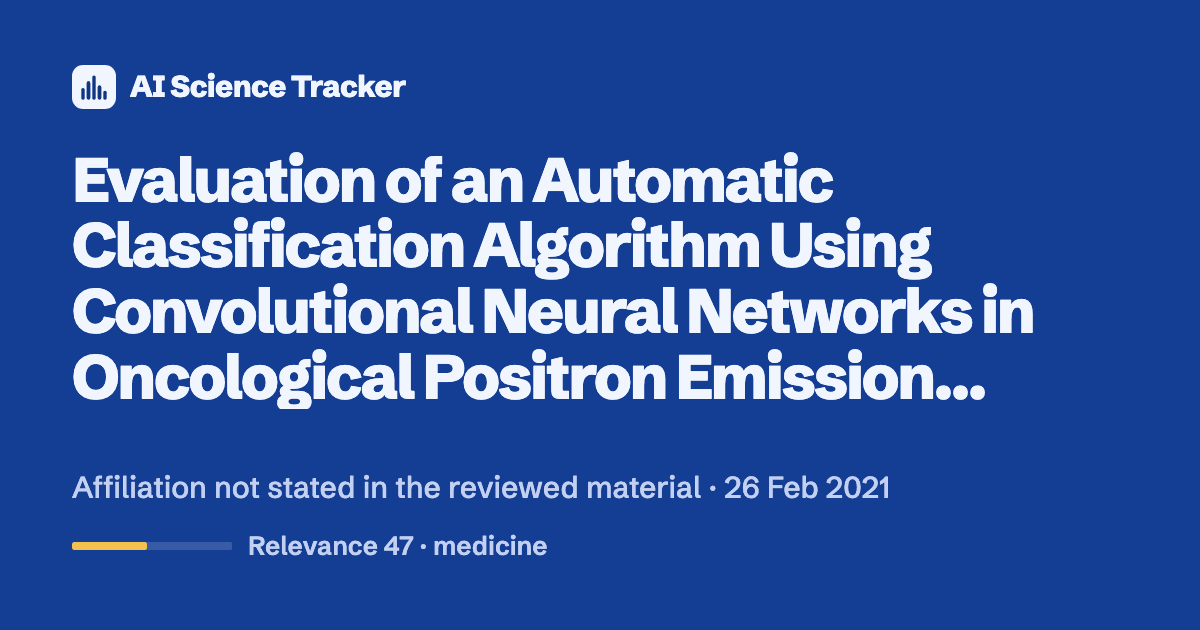 AI Science Tracker
Evaluation of an Automatic
Classification Algorithm Using
Convolutional Neural Networks in
Oncological Positron Emission...
Affiliation not stated in the reviewed material · 26 Feb 2021
Relevance 47 · medicine